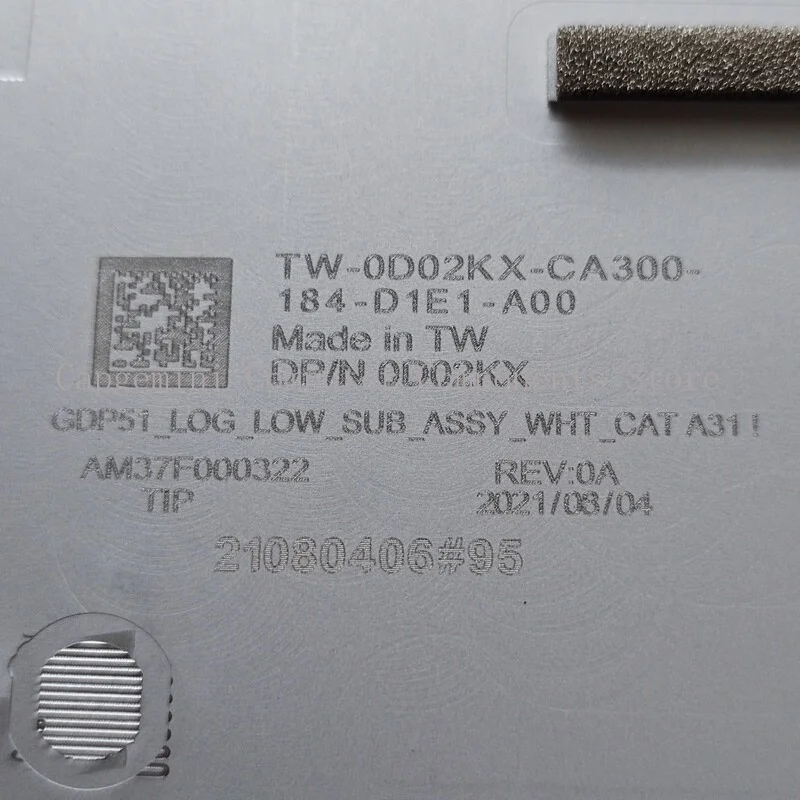 TW-0D02KX-CA300-
184-D1E1-A00
Made in TW
DP/N 0D02KX
GDP51_LOG_LOW_SUB_ASSY_WHT_CAT A31 !
AM37F000322
REV:0A
TIP
2021/08/04
21080406#95